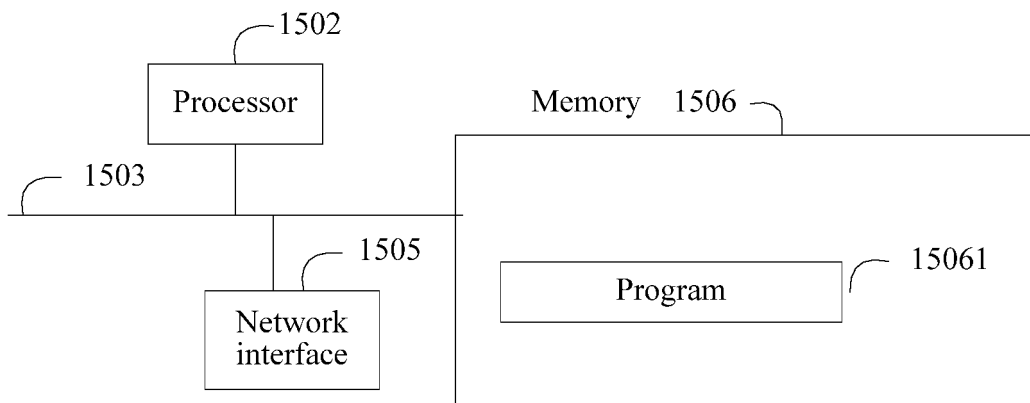 1502
Processor
Memory 1506
1503
1505
15061
Program
Network
interface